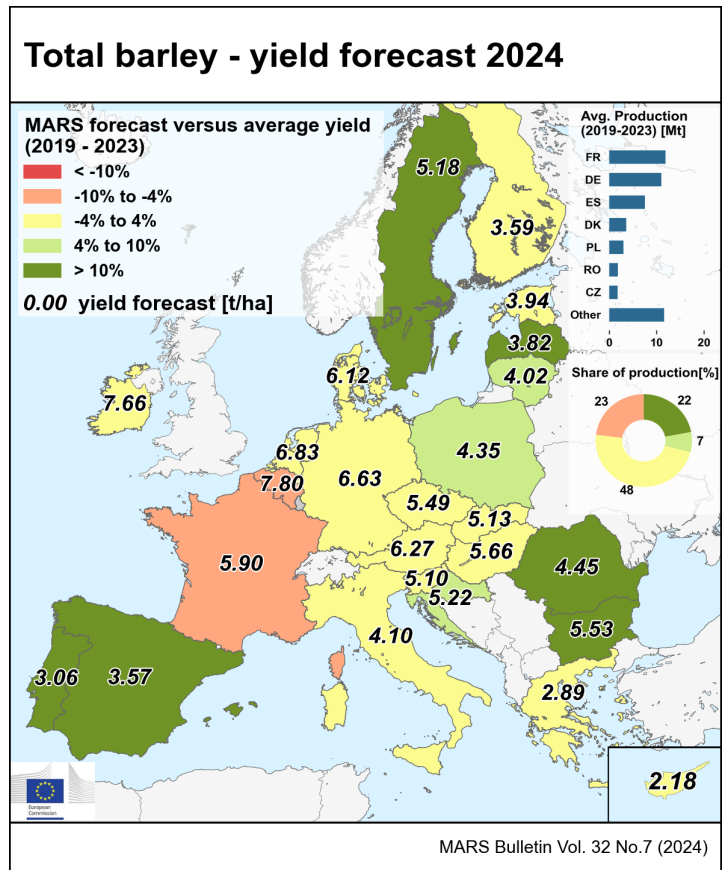 Total barley - yield forecast 2024
MARS forecast versus average yield
(2019 - 2023)
< -10%
-10% to -4%
-4% to 4%
4% to 10%
> 10%
0.00 yield forecast [t/ha]
Avg. Production
(2019-2023) [Mt]
FR
DE
ES
DK
PL
RO
CZ
Other
0 10 20
Share of production[%]
23
22
7
48
5.18
3.59
3.94
3.82
4.02
6.12
7.66
6.83
7.80
6.63
4.35
5.49
5.13
6.27
5.66
5.90
5.10
5.22
4.45
4.10
5.53
3.06
3.57
2.89
2.18
European
Commission
MARS Bulletin Vol. 32 No.7 (2024)